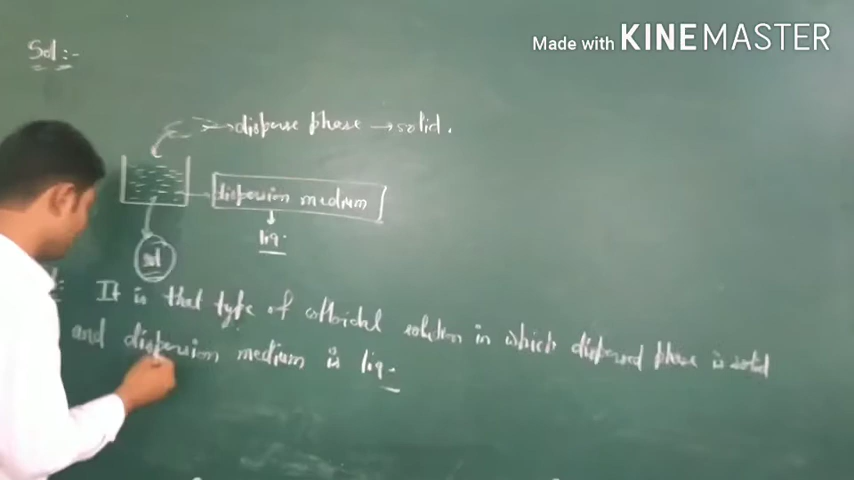 Made with KINEMASTER
Sol :-
disperse phase → solid.
dispersion medium
liq.
sol
It is that type of colloidal solution in which dispersed phase is solid
and dispersion medium is liq.